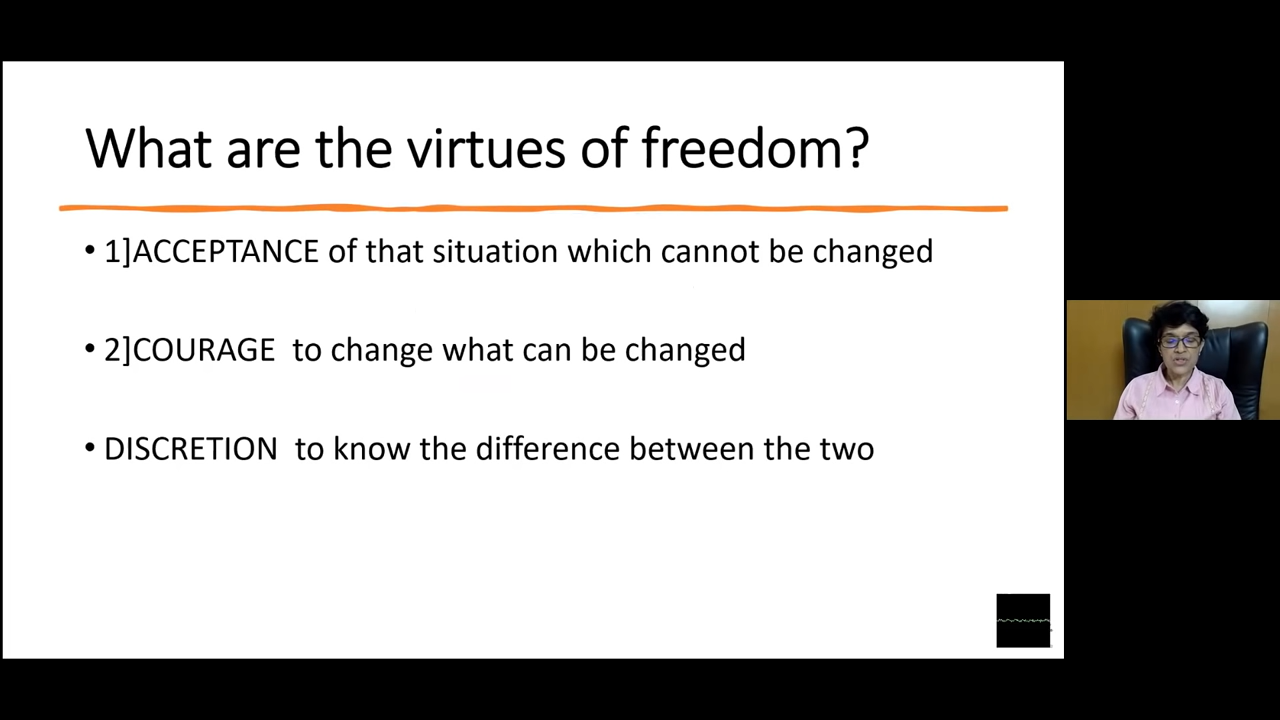 What are the virtues of freedom?
• 1]ACCEPTANCE of that situation which cannot be changed
• 2]COURAGE  to change what can be changed
• DISCRETION  to know the difference between the two